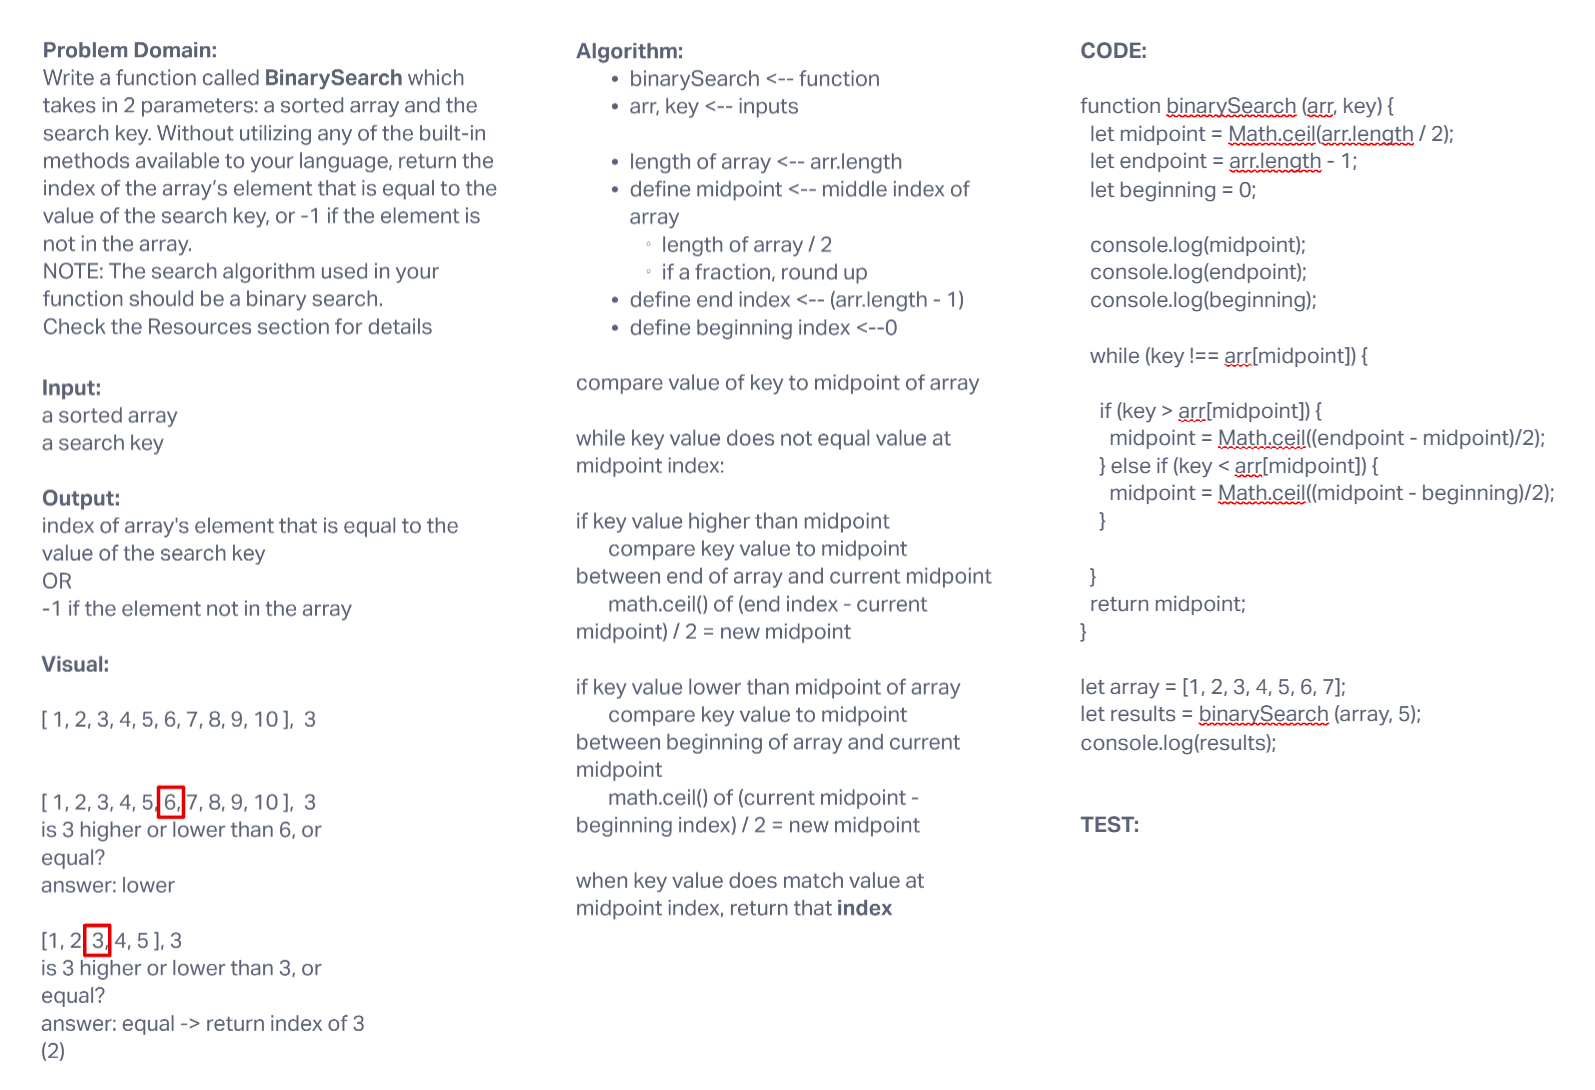 Problem Domain:
Write a function called BinarySearch which
takes in 2 parameters: a sorted array and the
search key. Without utilizing any of the built-in
methods available to your language, return the
index of the array’s element that is equal to the
value of the search key, or -1 if the element is
not in the array.
NOTE: The search algorithm used in your
function should be a binary search.
Check the Resources section for details
Input:
a sorted array
a search key
Output:
index of array's element that is equal to the
value of the search key
OR
-1 if the element not in the array
Visual:
[ 1, 2, 3, 4, 5, 6, 7, 8, 9, 10 ],  3
[ 1, 2, 3, 4, 5, 6, 7, 8, 9, 10 ],  3
is 3 higher or lower than 6, or
equal?
answer: lower
[1, 2 3, 4, 5 ], 3
is 3 higher or lower than 3, or
equal?
answer: equal -> return index of 3
(2)
Algorithm:
• binarySearch <-- function
• arr, key <-- inputs
• length of array <-- arr.length
• define midpoint <-- middle index of
array
◦ length of array / 2
◦ if a fraction, round up
• define end index <-- (arr.length - 1)
• define beginning index <--0
compare value of key to midpoint of array
while key value does not equal value at
midpoint index:
if key value higher than midpoint
compare key value to midpoint
between end of array and current midpoint
math.ceil() of (end index - current
midpoint) / 2 = new midpoint
if key value lower than midpoint of array
compare key value to midpoint
between beginning of array and current
midpoint
math.ceil() of (current midpoint -
beginning index) / 2 = new midpoint
when key value does match value at
midpoint index, return that index
CODE:
function binarySearch (arr, key) {
let midpoint = Math.ceil(arr.length / 2);
let endpoint = arr.length - 1;
let beginning = 0;
console.log(midpoint);
console.log(endpoint);
console.log(beginning);
while (key !== arr[midpoint]) {
if (key > arr[midpoint]) {
midpoint = Math.ceil((endpoint - midpoint)/2);
} else if (key < arr[midpoint]) {
midpoint = Math.ceil((midpoint - beginning)/2);
}
}
return midpoint;
}
let array = [1, 2, 3, 4, 5, 6, 7];
let results = binarySearch (array, 5);
console.log(results);
TEST: